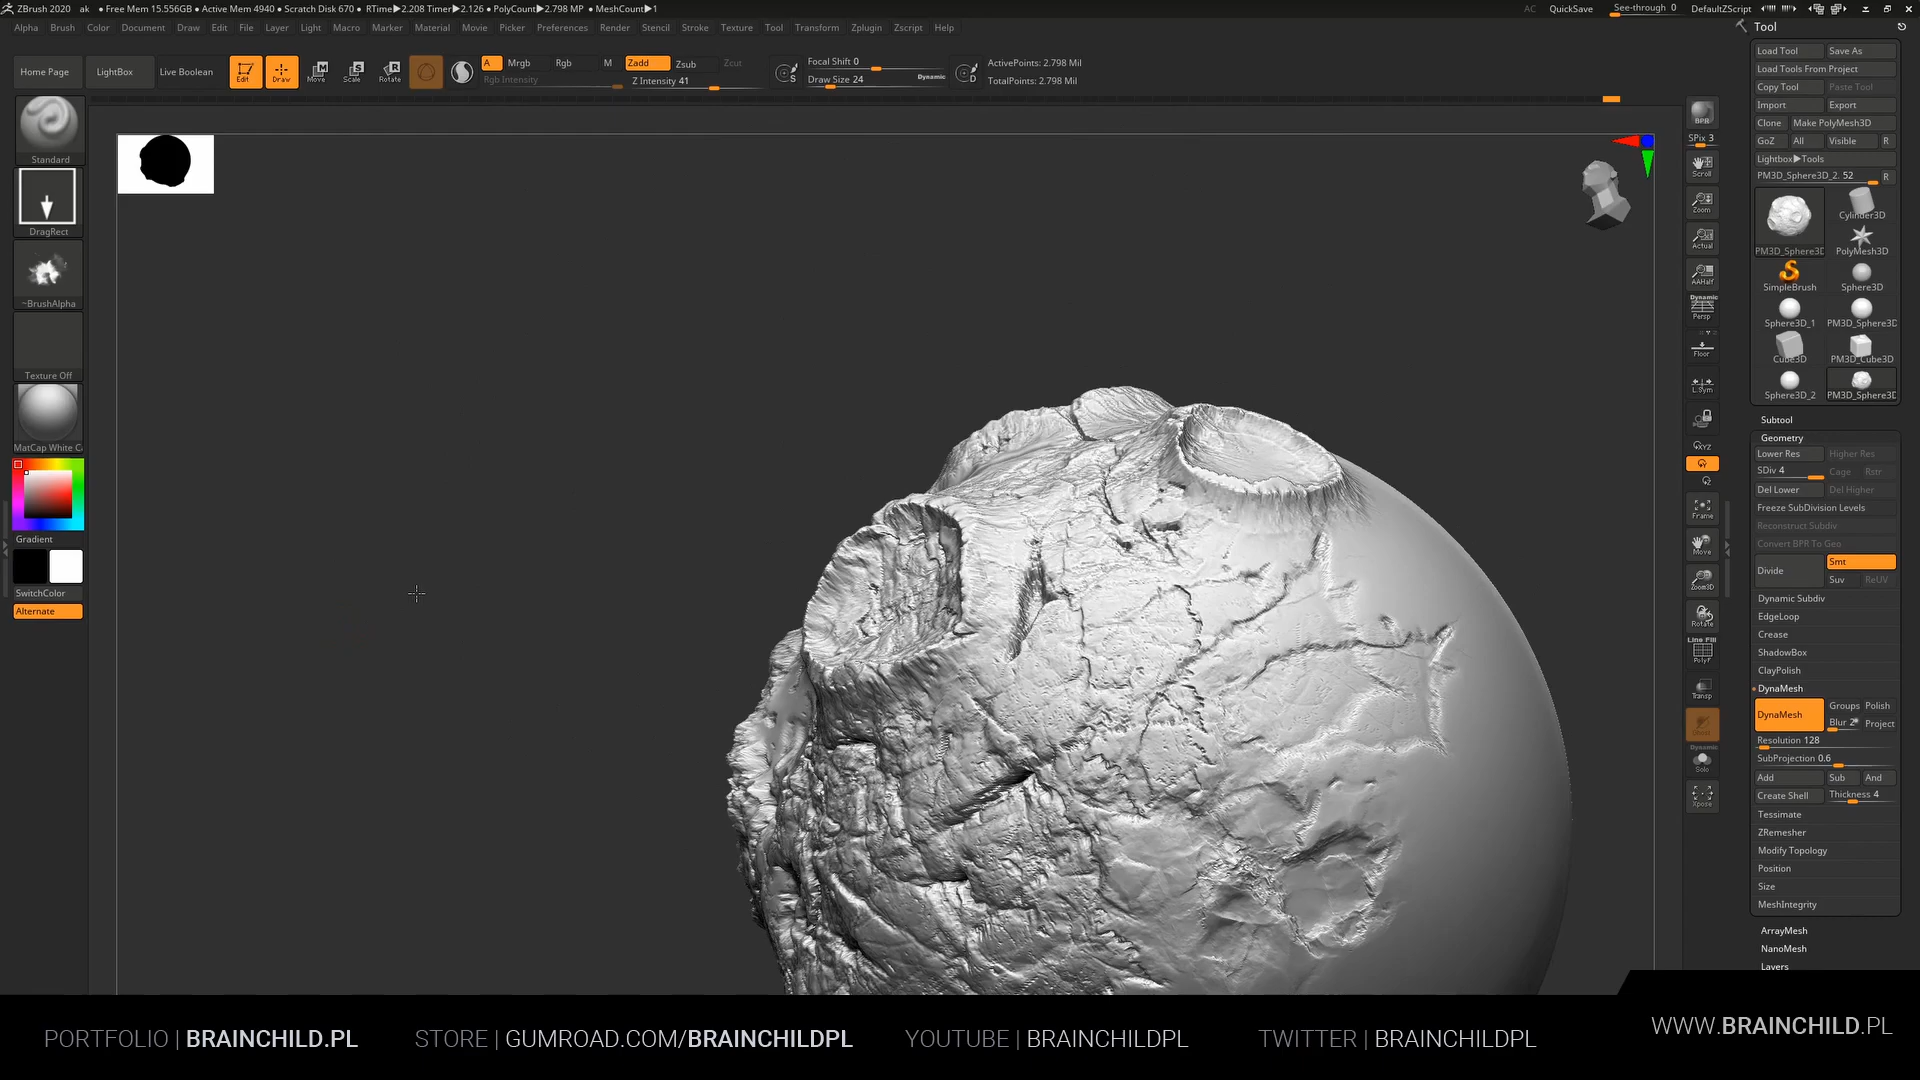 ZBrush 2020 ak • Free Mem 15.556GB • Active Mem 4940 • Scratch Disk 670 • RTime▶2.208 Timer▶2.126 • PolyCount▶2.798 MP • MeshCount▶1
AC QuickSave See-through 0 DefaultZScript
Alpha Brush Color Document Draw Edit File Layer Light Macro Marker Material Movie Picker Preferences Render Stencil Stroke Texture Tool Transform Zplugin Zscript Help
Tool
Home Page LightBox Live Boolean Edit Draw Move Scale Rotate
A Mrgb Rgb M Zadd Zsub Zcut
Rgb Intensity Z Intensity 41
Focal Shift 0
Draw Size 24 Dynamic
ActivePoints: 2.798 Mil
TotalPoints: 2.798 Mil
Standard
DragRect
~BrushAlpha
Texture Off
MatCap White C
Gradient
SwitchColor
Alternate
BPR
SPix 3
Scroll
Zoom
Actual
AAHalf
Dynamic
Persp
Floor
L.Sym
XYZ
Y
Z
Frame
Move
Zoom3D
Rotate
Line Fill
PolyF
Transp
Ghost
Dynamic
Solo
Xpose
Load Tool Save As
Load Tools From Project
Copy Tool Paste Tool
Import Export
Clone Make PolyMesh3D
GoZ All Visible R
Lightbox▶Tools
PM3D_Sphere3D_2. 52 R
PM3D_Sphere3D Cylinder3D
PolyMesh3D
SimpleBrush Sphere3D
Sphere3D_1 PM3D_Sphere3D
Cube3D PM3D_Cube3D
Sphere3D_2 PM3D_Sphere3D
Subtool
Geometry
Lower Res Higher Res
SDiv 4 Cage Rstr
Del Lower Del Higher
Freeze SubDivision Levels
Reconstruct Subdiv
Convert BPR To Geo
Divide Smt
Suv ReUV
Dynamic Subdiv
EdgeLoop
Crease
ShadowBox
ClayPolish
DynaMesh
DynaMesh Groups Polish
Blur 2 Project
Resolution 128
SubProjection 0.6
Add Sub And
Create Shell Thickness 4
Tessimate
ZRemesher
Modify Topology
Position
Size
MeshIntegrity
ArrayMesh
NanoMesh
Layers
PORTFOLIO | BRAINCHILD.PL STORE | GUMROAD.COM/BRAINCHILDPL YOUTUBE | BRAINCHILDPL TWITTER | BRAINCHILDPL WWW.BRAINCHILD.PL